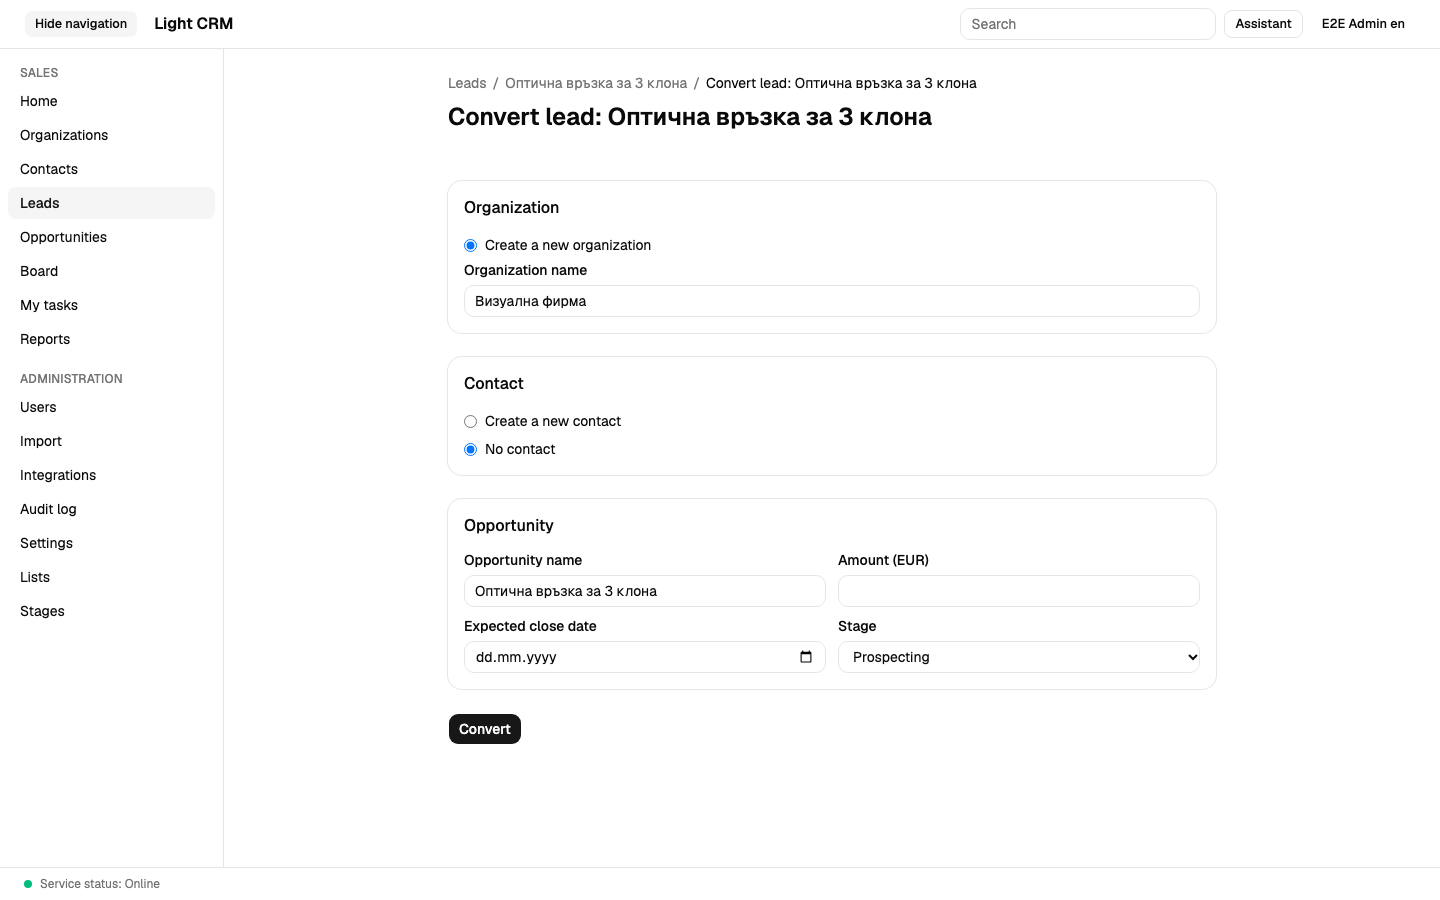 Hide navigation
Light CRM
Search
Assistant
E2E Admin en
SALES
Home
Organizations
Contacts
Leads
Opportunities
Board
My tasks
Reports
ADMINISTRATION
Users
Import
Integrations
Audit log
Settings
Lists
Stages
Leads / Оптична връзка за 3 клона / Convert lead: Оптична връзка за 3 клона
Convert lead: Оптична връзка за 3 клона
Organization
Create a new organization
Organization name
Визуална фирма
Contact
Create a new contact
No contact
Opportunity
Opportunity name
Amount (EUR)
Оптична връзка за 3 клона
Expected close date
Stage
dd.mm.yyyy
Prospecting
Convert
Service status: Online